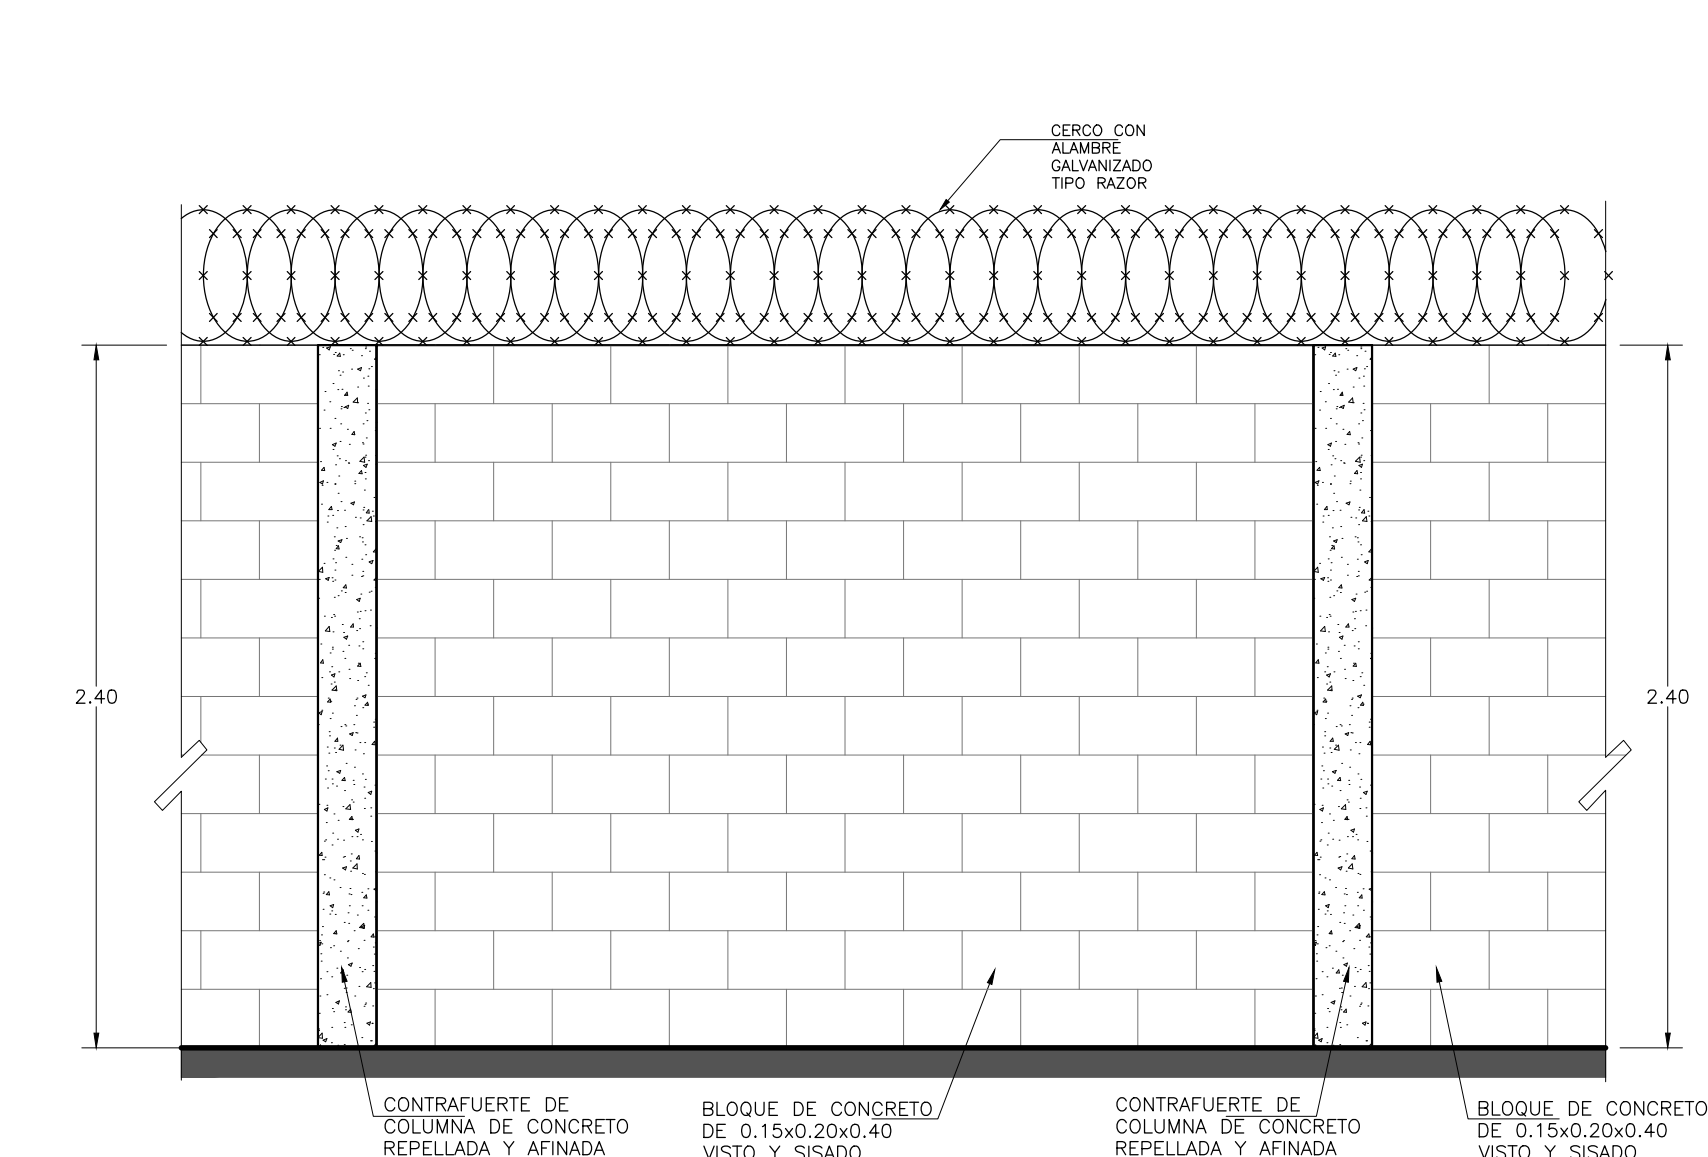 CERCO CON
ALAMBRE
GALVANIZADO
TIPO RAZOR
2.40
2.40
CONTRAFUERTE DE
COLUMNA DE CONCRETO
REPELLADA Y AFINADA
BLOQUE DE CONCRETO
DE 0.15x0.20x0.40
VISTO Y SISADO
CONTRAFUERTE DE
COLUMNA DE CONCRETO
REPELLADA Y AFINADA
BLOQUE DE CONCRETO
DE 0.15x0.20x0.40
VISTO Y SISADO